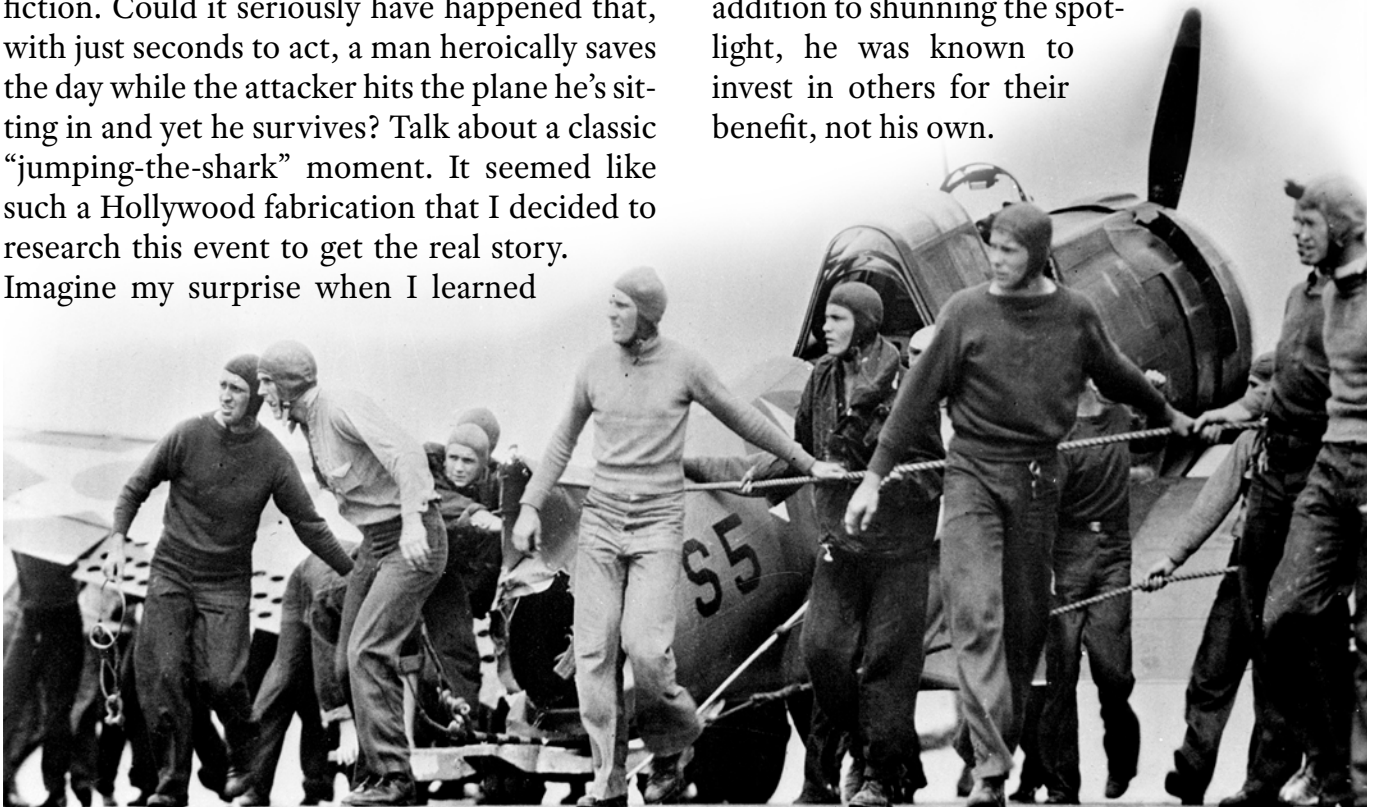 fiction. Could it seriously have happened that,
with just seconds to act, a man heroically saves
the day while the attacker hits the plane he’s sit-
ting in and yet he survives? Talk about a classic
“jumping-the-shark” moment. It seemed like
such a Hollywood fabrication that I decided to
research this event to get the real story.
Imagine my surprise when I learned
addition to shunning the spot-
light, he was known to
invest in others for their
benefit, not his own.
S5